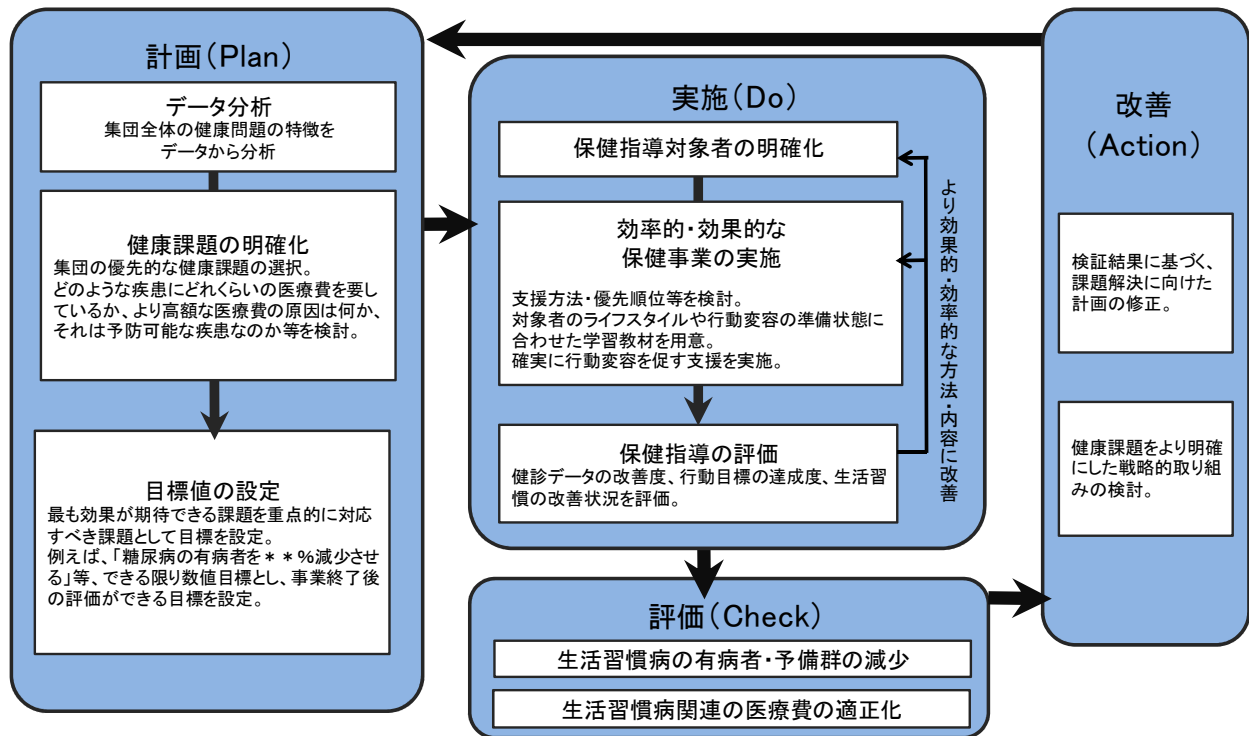 計画(Plan)
データ分析
集団全体の健康問題の特徴を
データから分析
健康課題の明確化
集団の優先的な健康課題の選択。
どのような疾患にどれくらいの医療費を要し
ているか、より高額な医療費の原因は何か、
それは予防可能な疾患なのか等を検討。
目標値の設定
最も効果が期待できる課題を重点的に対応
すべき課題として目標を設定。
例えば、「糖尿病の有病者を**%減少させ
る」等、できる限り数値目標とし、事業終了後
の評価ができる目標を設定。
実施(Do)
保健指導対象者の明確化
効率的・効果的な
保健事業の実施
支援方法・優先順位等を検討。
対象者のライフスタイルや行動変容の準備状態に
合わせた学習教材を用意。
確実に行動変容を促す支援を実施。
保健指導の評価
健診データの改善度、行動目標の達成度、生活習
慣の改善状況を評価。
より効果的・効率的な方法・内容に改善
評価(Check)
生活習慣病の有病者・予備群の減少
生活習慣病関連の医療費の適正化
改善
(Action)
検証結果に基づく、
課題解決に向けた
計画の修正。
健康課題をより明確
にした戦略的取り組
みの検討。